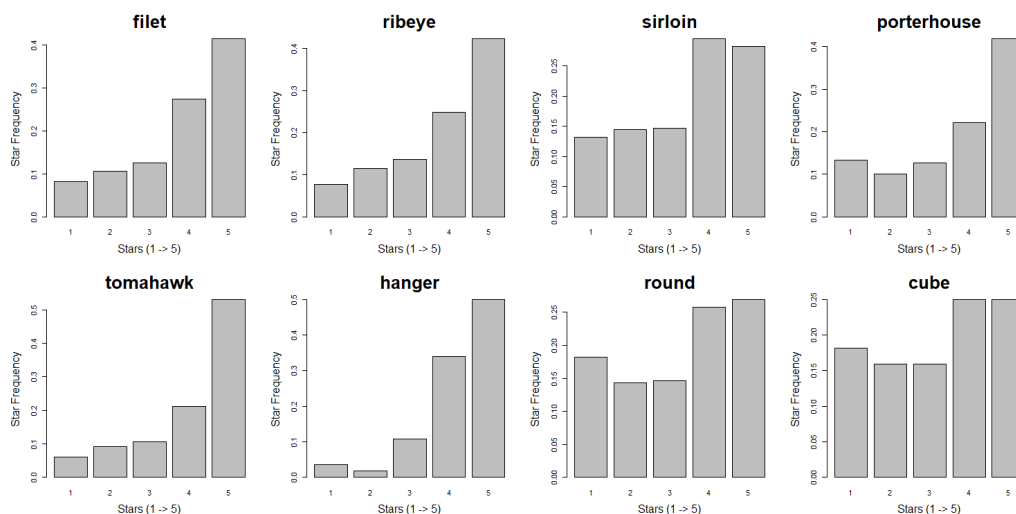 filet
Star Frequency
0.0
0.1
0.2
0.3
0.4
1 2 3 4 5
Stars (1 -> 5)
ribeye
Star Frequency
0.0
0.1
0.2
0.3
0.4
1 2 3 4 5
Stars (1 -> 5)
sirloin
Star Frequency
0.00
0.05
0.10
0.15
0.20
0.25
1 2 3 4 5
Stars (1 -> 5)
porterhouse
Star Frequency
0.0
0.1
0.2
0.3
0.4
1 2 3 4 5
Stars (1 -> 5)
tomahawk
Star Frequency
0.0
0.1
0.2
0.3
0.4
0.5
1 2 3 4 5
Stars (1 -> 5)
hanger
Star Frequency
0.0
0.1
0.2
0.3
0.4
0.5
1 2 3 4 5
Stars (1 -> 5)
round
Star Frequency
0.00
0.05
0.10
0.15
0.20
0.25
1 2 3 4 5
Stars (1 -> 5)
cube
Star Frequency
0.00
0.05
0.10
0.15
0.20
0.25
1 2 3 4 5
Stars (1 -> 5)